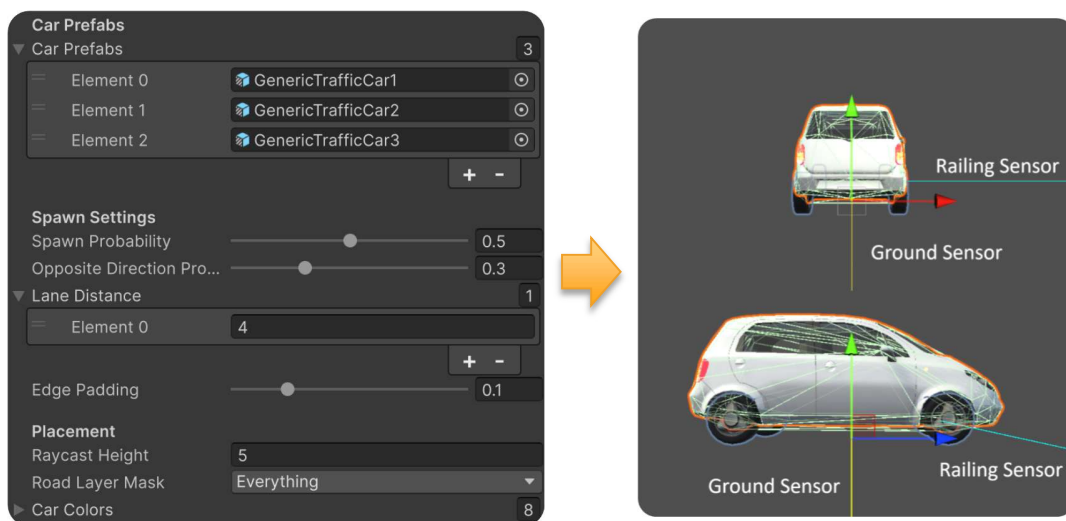 Car Prefabs
Car Prefabs 3
Element 0 GenericTrafficCar1
Element 1 GenericTrafficCar2
Element 2 GenericTrafficCar3
+ -
Spawn Settings
Spawn Probability 0.5
Opposite Direction Pro... 0.3
Lane Distance 1
Element 0 4
+ -
Edge Padding 0.1
Placement
Raycast Height 5
Road Layer Mask Everything
Car Colors 8
Railing Sensor
Ground Sensor
Railing Sensor
Ground Sensor